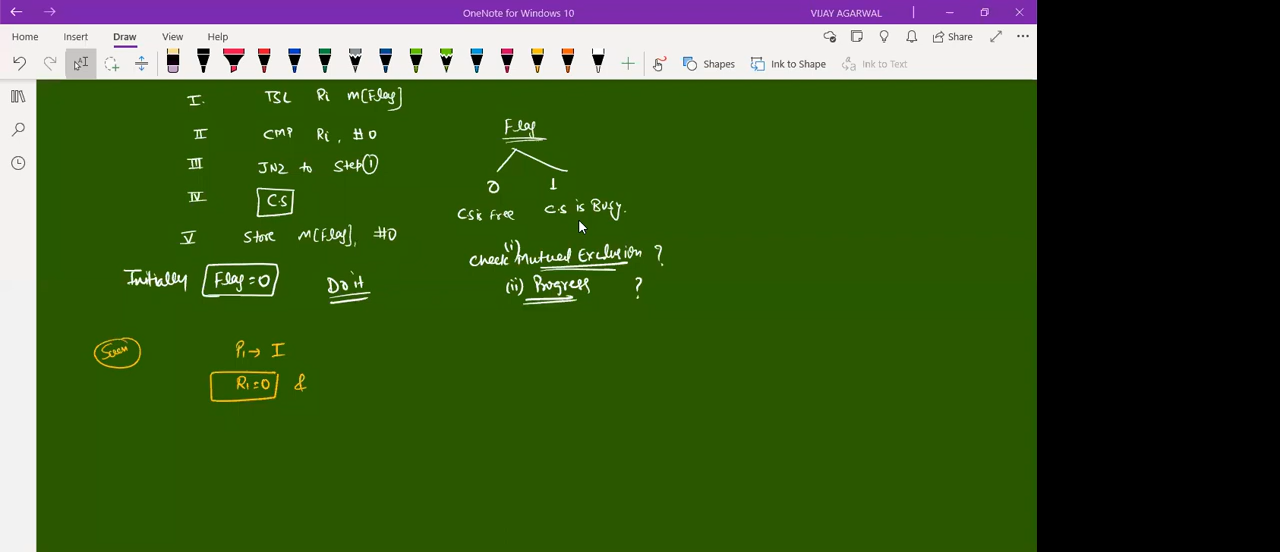 OneNote for Windows 10
VIJAY AGARWAL
Home Insert Draw View Help
Share
Shapes Ink to Shape Ink to Text
I. TSL Ri m[Flag]
II CMP Ri, #0
III JNZ to Step 1
IV C.S
V Store m[Flag], #0
Initially Flag=0 Do it
Flag
0 1
CS is Free C.S is Busy.
check (i) Mutual Exclusion ?
(ii) Progress ?
P1 → I
R1=0 &